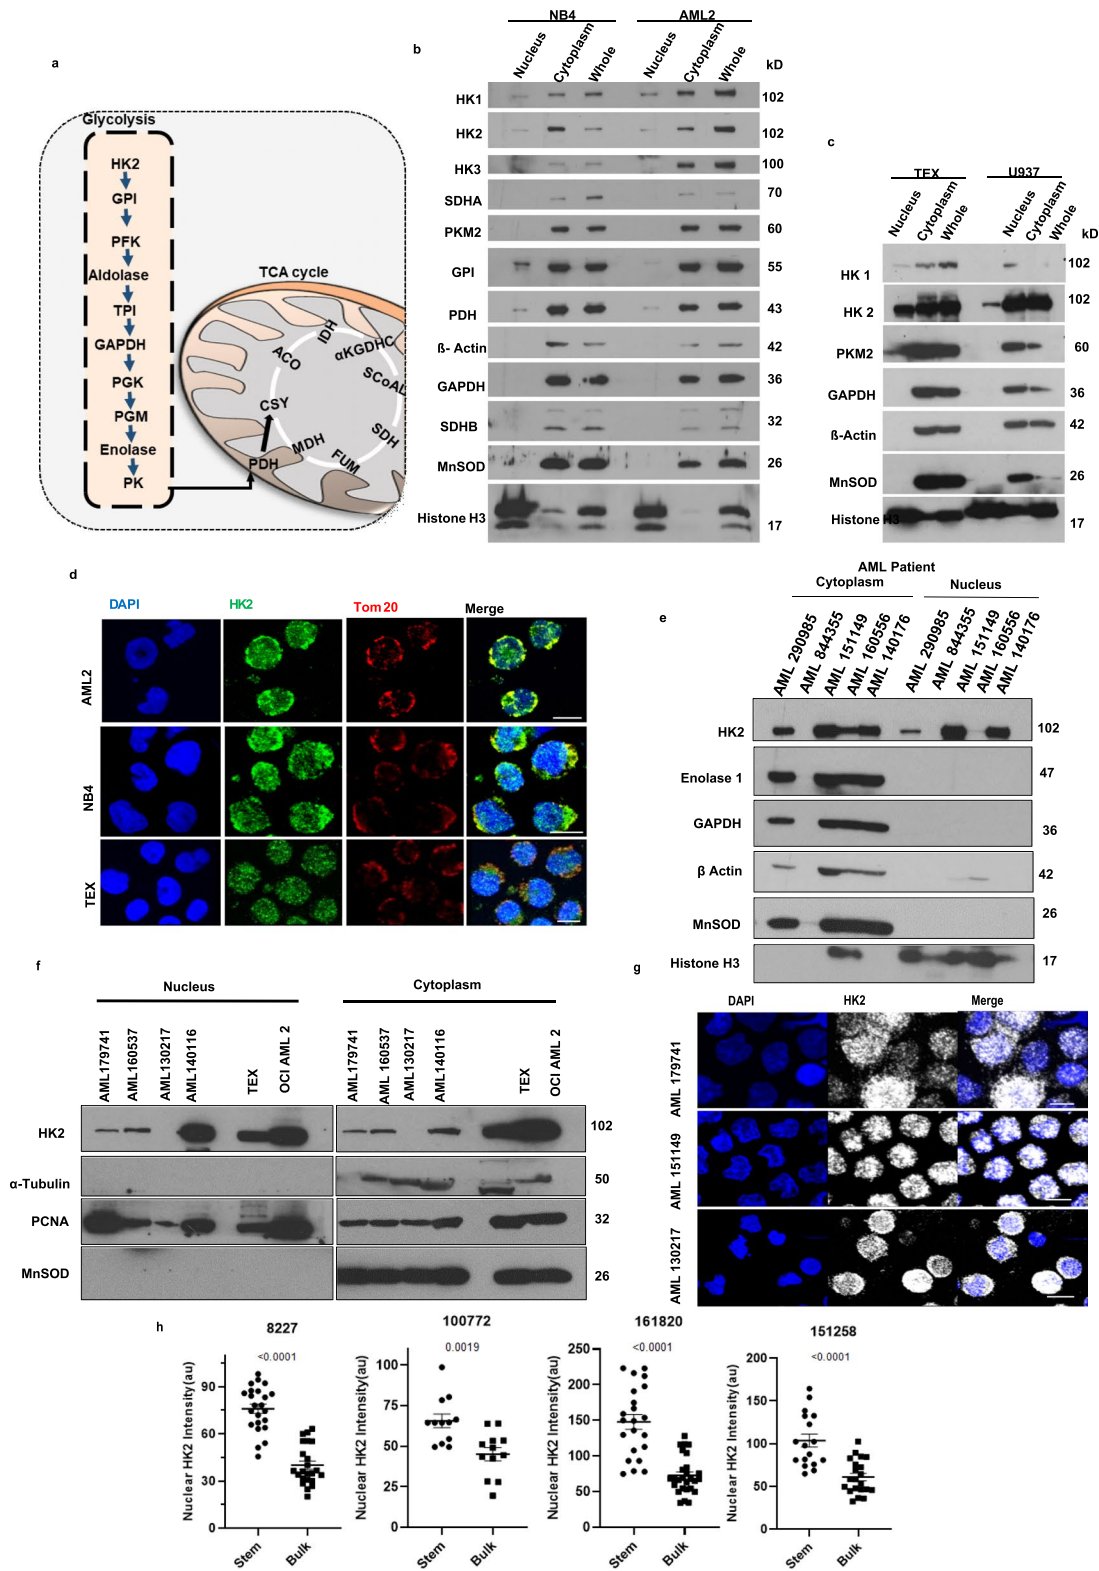 a
Glycolysis
HK2
GPI
PFK
Aldolase
TPI
GAPDH
PGK
PGM
Enolase
PK
TCA cycle
IDH
αKGDHC
SCoAL
SDH
FUM
MDH
CSY
ACO
PDH
b
NB4 AML2
Nucleus Cytoplasm Whole Nucleus Cytoplasm Whole
kD
HK1 102
HK2 102
HK3 100
SDHA 70
PKM2 60
GPI 55
PDH 43
ß- Actin 42
GAPDH 36
SDHB 32
MnSOD 26
Histone H3 17
c
TEX U937
Nucleus Cytoplasm Whole Nucleus Cytoplasm Whole
kD
HK 1 102
HK 2 102
PKM2 60
GAPDH 36
ß-Actin 42
MnSOD 26
Histone H3 17
d
DAPI HK2 Tom 20 Merge
AML2
NB4
TEX
e
AML Patient
Cytoplasm Nucleus
AML 290985 AML 844355 AML 151149 AML 160556 AML 140176 AML 290985 AML 844355 AML 151149 AML 160556 AML 140176
HK2 102
Enolase 1 47
GAPDH 36
β Actin 42
MnSOD 26
Histone H3 17
f
Nucleus Cytoplasm
AML179741 AML160537 AML130217 AML140116 TEX OCI AML 2 AML179741 AML 160537 AML130217 AML140116 TEX OCI AML 2
HK2 102
α-Tubulin 50
PCNA 32
MnSOD 26
g
DAPI HK2 Merge
AML 179741
AML 151149
AML 130217
h
8227
<0.0001
Nuclear HK2 Intensity(au)
90
60
30
0
Stem Bulk
100772
0.0019
Nuclear HK2 Intensity(au)
100
75
50
25
0
Stem Bulk
161820
<0.0001
Nuclear HK2 Intensity(au)
250
200
150
100
50
0
Stem Bulk
151258
<0.0001
Nuclear HK2 Intensity(au)
200
150
100
50
0
Stem Bulk